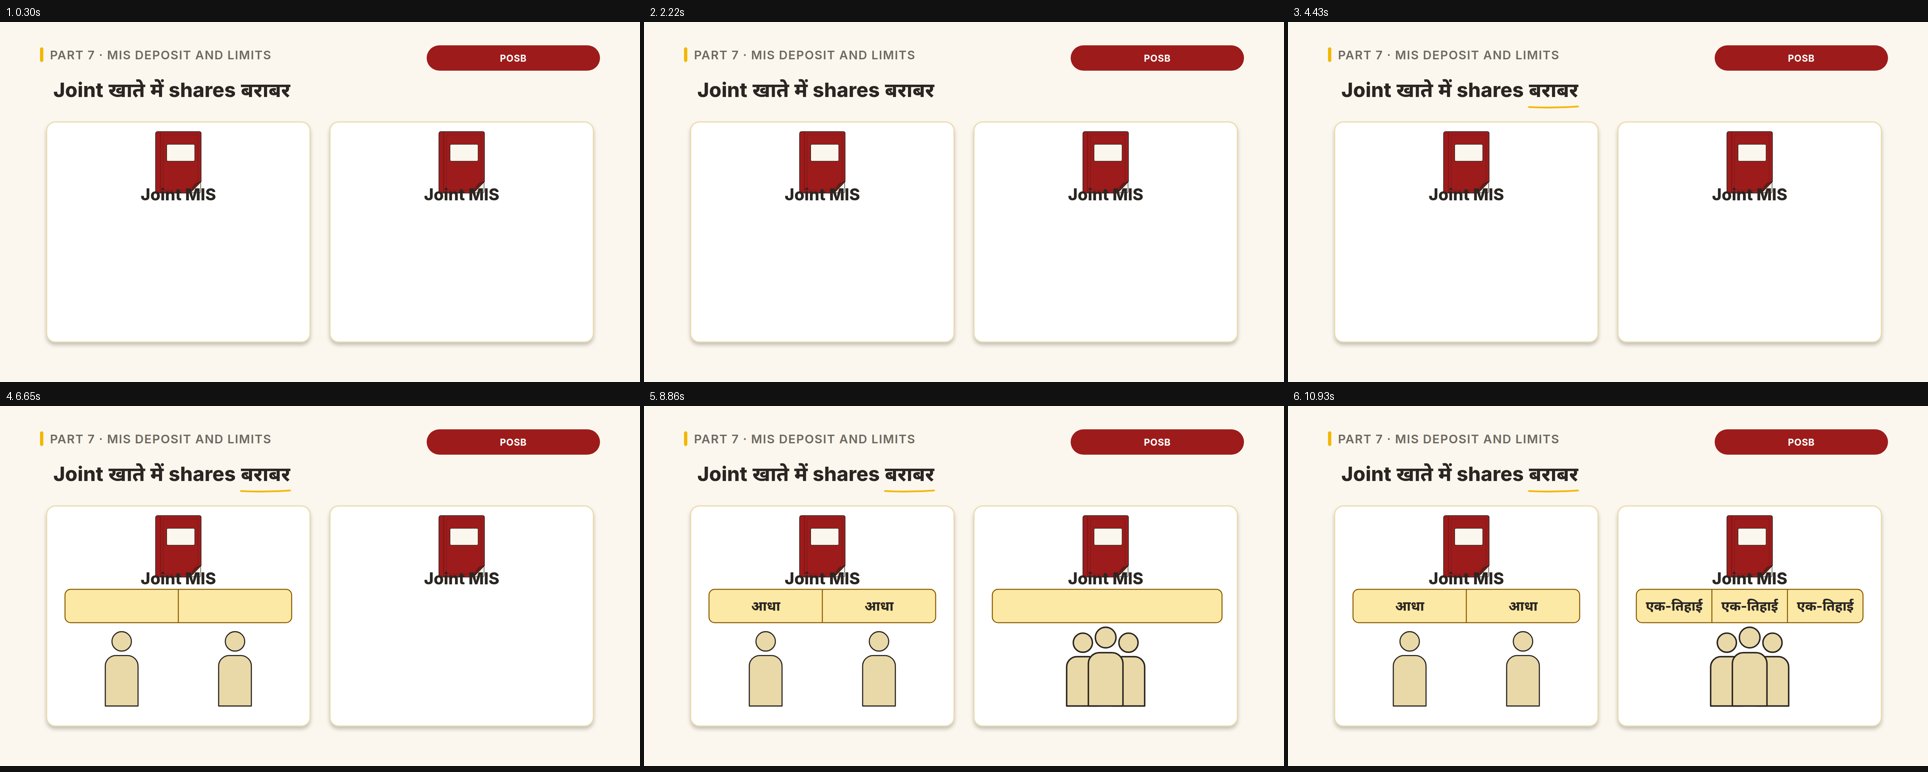 1. 0.30s
PART 7 · MIS DEPOSIT AND LIMITS
POSB
Joint खाते में shares बराबर
Joint MIS
Joint MIS
2. 2.22s
PART 7 · MIS DEPOSIT AND LIMITS
POSB
Joint खाते में shares बराबर
Joint MIS
Joint MIS
3. 4.43s
PART 7 · MIS DEPOSIT AND LIMITS
POSB
Joint खाते में shares बराबर
Joint MIS
Joint MIS
4. 6.65s
PART 7 · MIS DEPOSIT AND LIMITS
POSB
Joint खाते में shares बराबर
Joint MIS
Joint MIS
5. 8.86s
PART 7 · MIS DEPOSIT AND LIMITS
POSB
Joint खाते में shares बराबर
Joint MIS
Joint MIS
आधा आधा
6. 10.93s
PART 7 · MIS DEPOSIT AND LIMITS
POSB
Joint खाते में shares बराबर
Joint MIS
Joint MIS
आधा आधा
एक-तिहाई एक-तिहाई एक-तिहाई